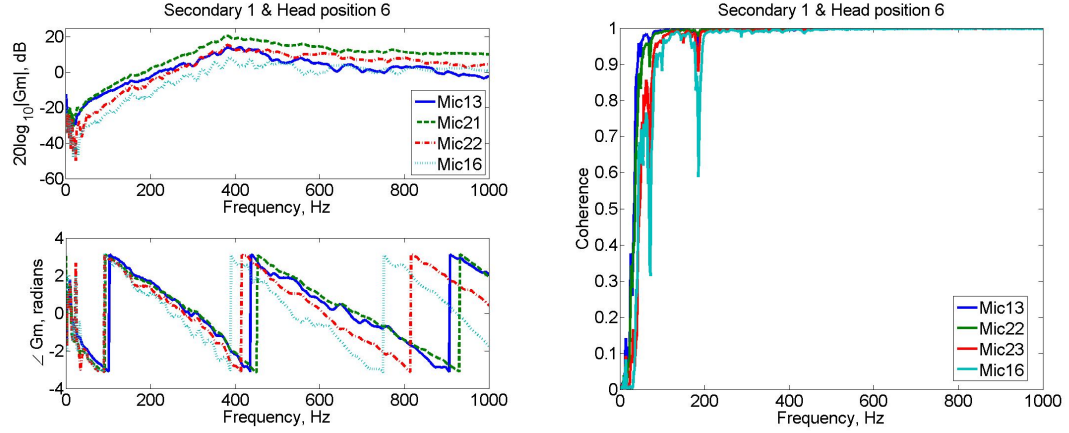 Secondary 1 & Head position 6
20log10|Gm|, dB
20
0
-20
-40
-60
0 200 400 600 800 1000
Frequency, Hz
Mic13
Mic21
Mic22
Mic16
∠Gm, radians
4
2
0
-2
-4
0 200 400 600 800 1000
Frequency, Hz
Secondary 1 & Head position 6
Coherence
1
0.9
0.8
0.7
0.6
0.5
0.4
0.3
0.2
0.1
0
0 200 400 600 800 1000
Frequency, Hz
Mic13
Mic22
Mic23
Mic16